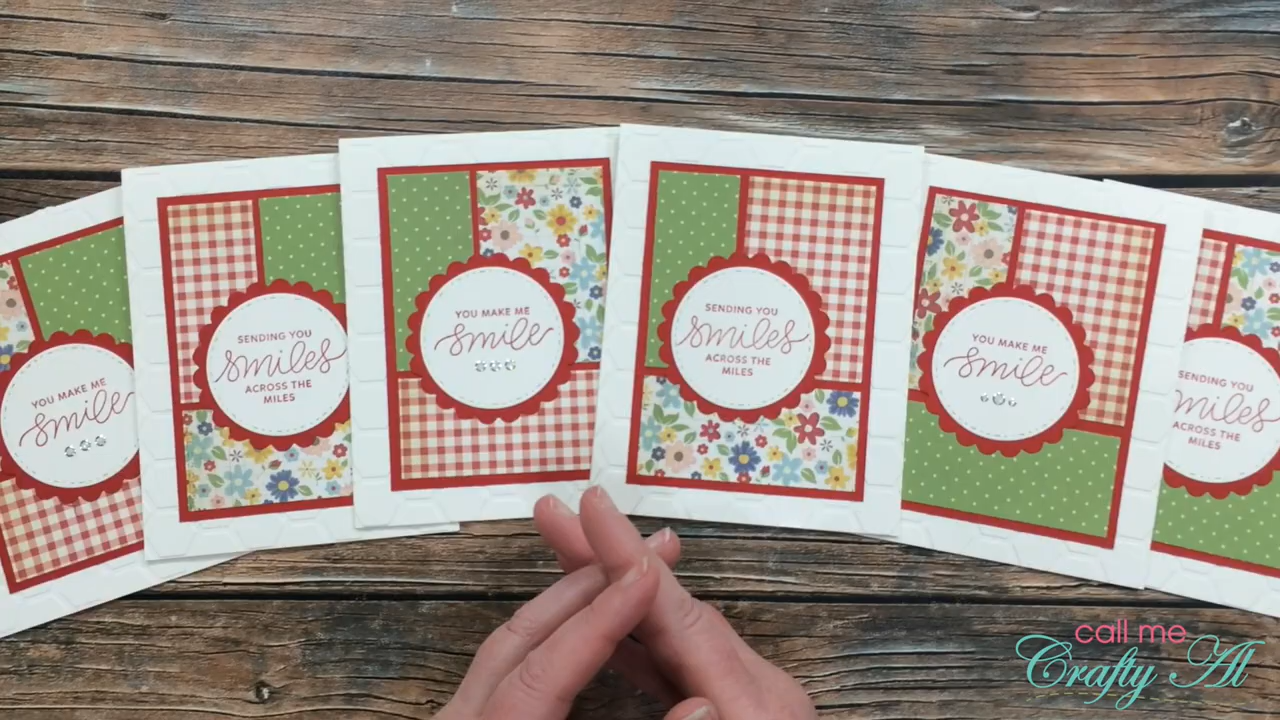 YOU MAKE ME
smile
SENDING YOU
smiles
ACROSS THE
MILES
YOU MAKE ME
smile
SENDING YOU
smiles
ACROSS THE
MILES
YOU MAKE ME
smile
SENDING YOU
smiles
ACROSS THE
MILES
call me
Crafty Al